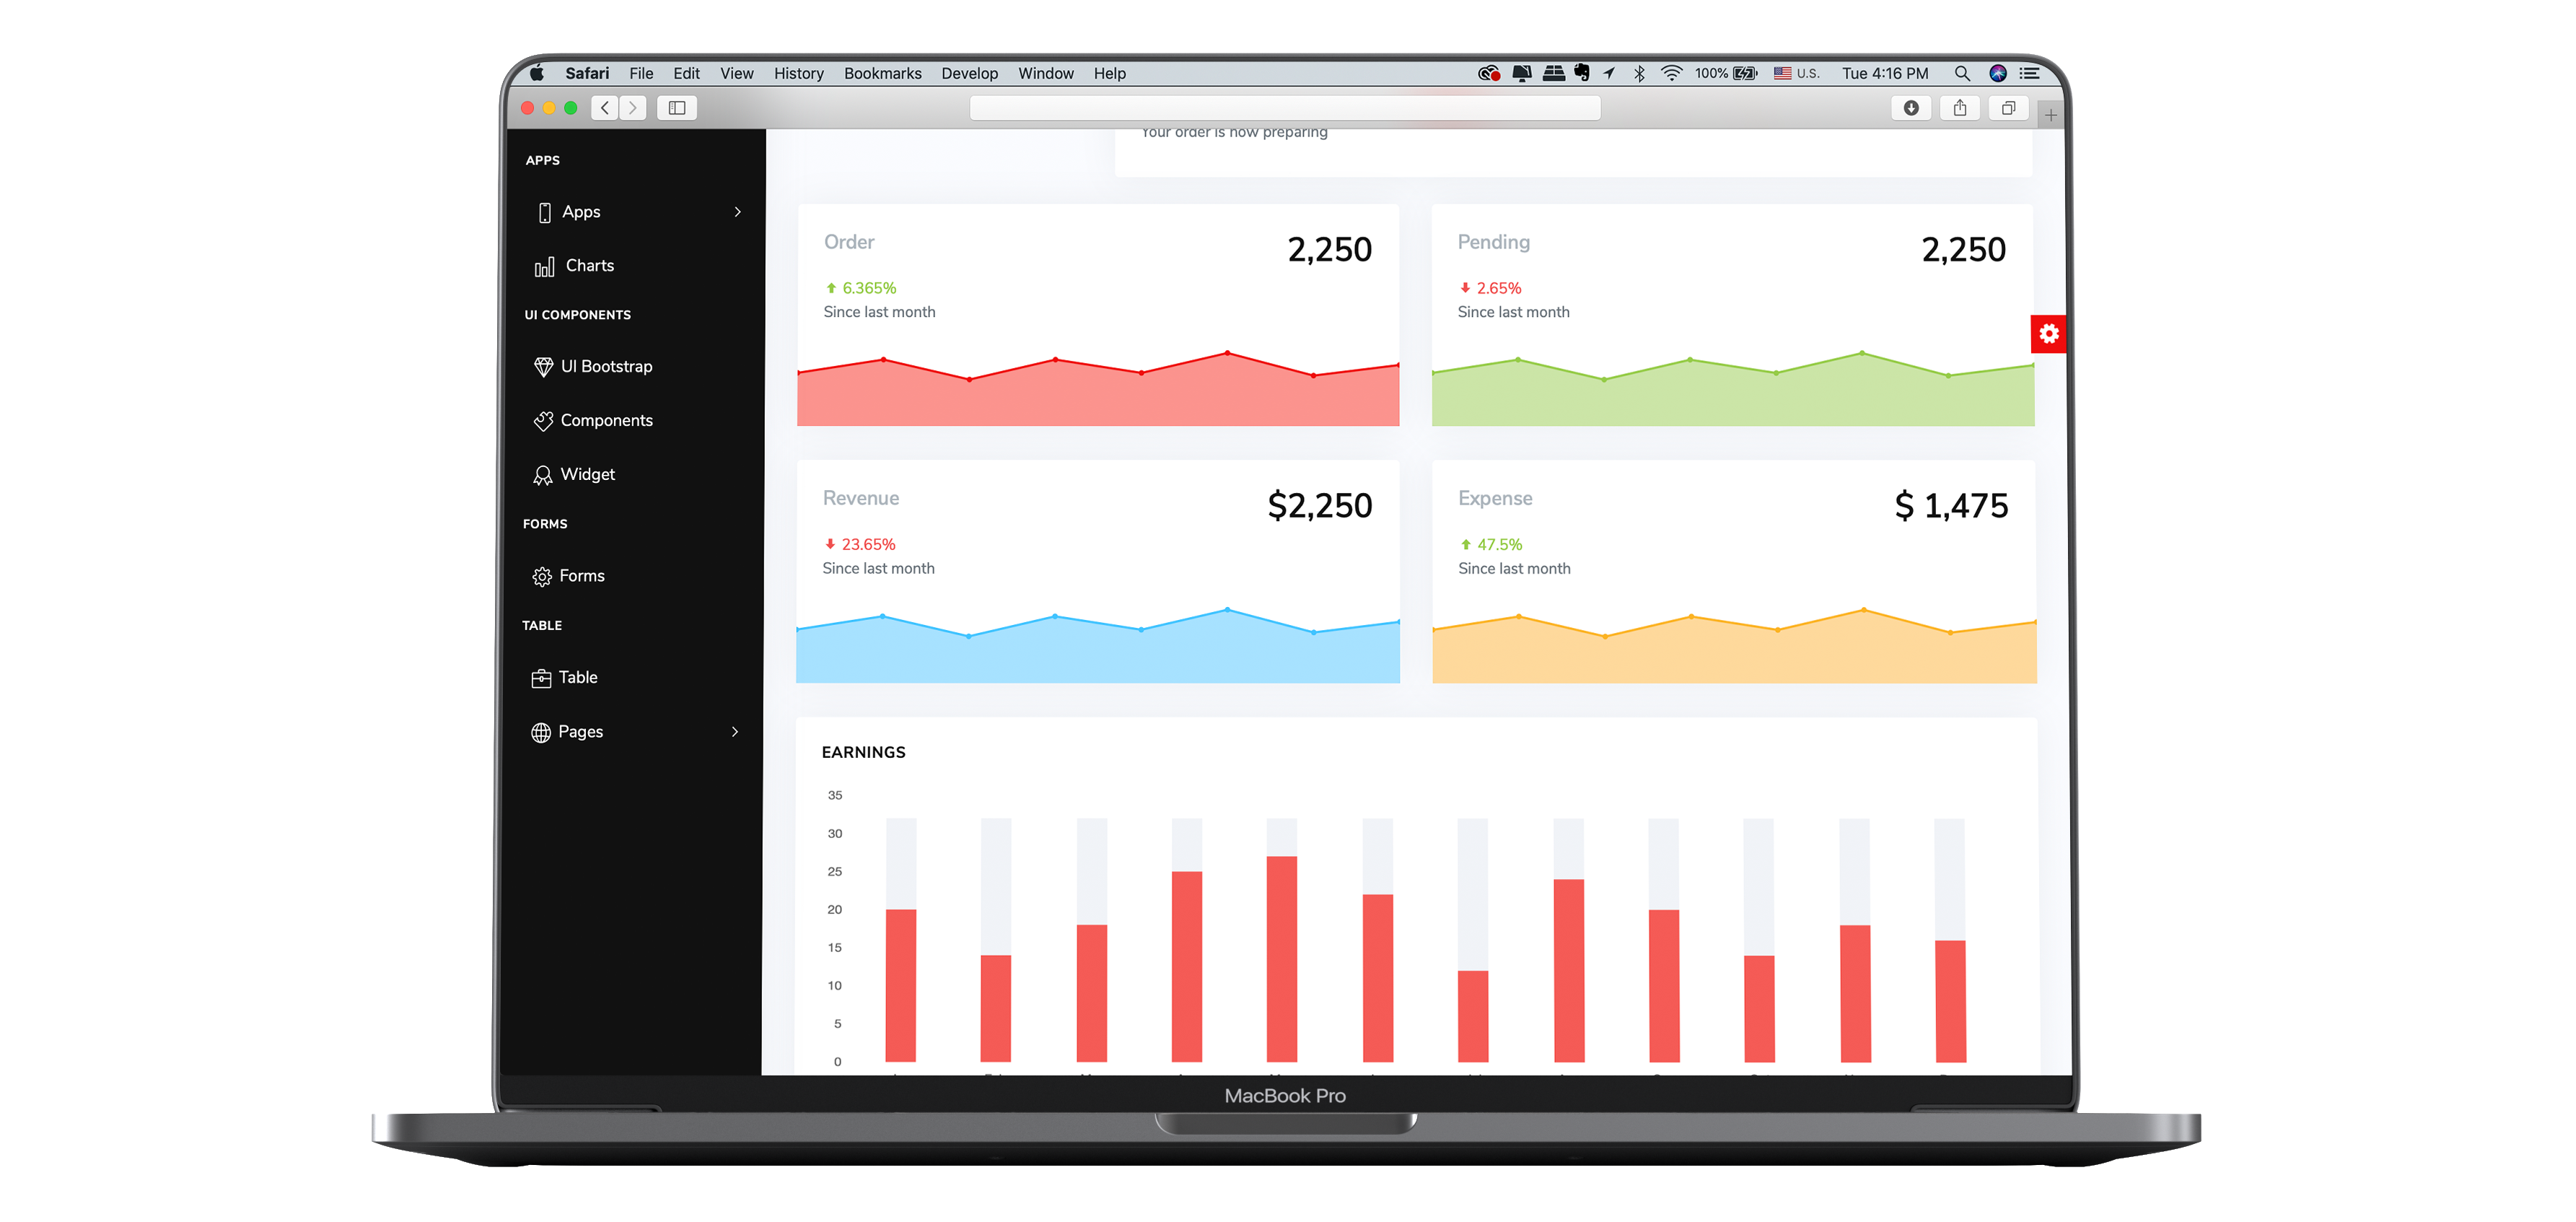 Safari File Edit View History Bookmarks Develop Window Help 100% U.S. Tue 4:16 PM
APPS
Apps
Charts
UI COMPONENTS
UI Bootstrap
Components
Widget
FORMS
Forms
TABLE
Table
Pages
Your order is now preparing
Order 2,250
6.365%
Since last month
Pending 2,250
2.65%
Since last month
Revenue $2,250
23.65%
Since last month
Expense $ 1,475
47.5%
Since last month
EARNINGS
35
30
25
20
15
10
5
0
MacBook Pro